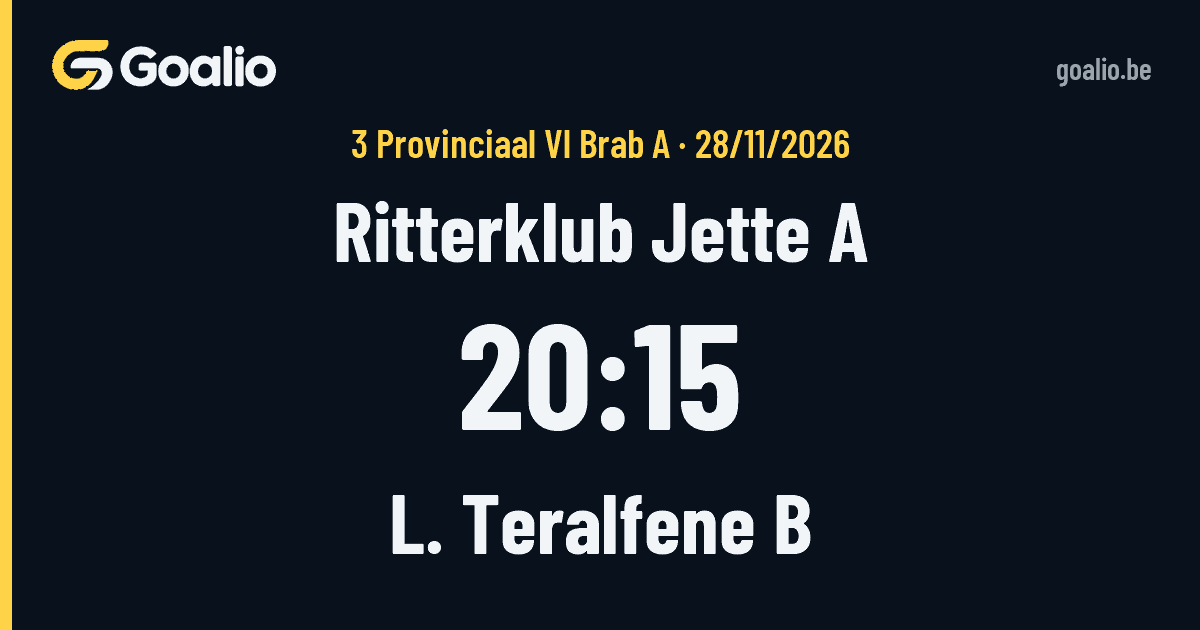 Goalio
goalio.be
3 Provinciaal Vl Brab A · 28/11/2026
Ritterklub Jette A
20:15
L. Teralfene B